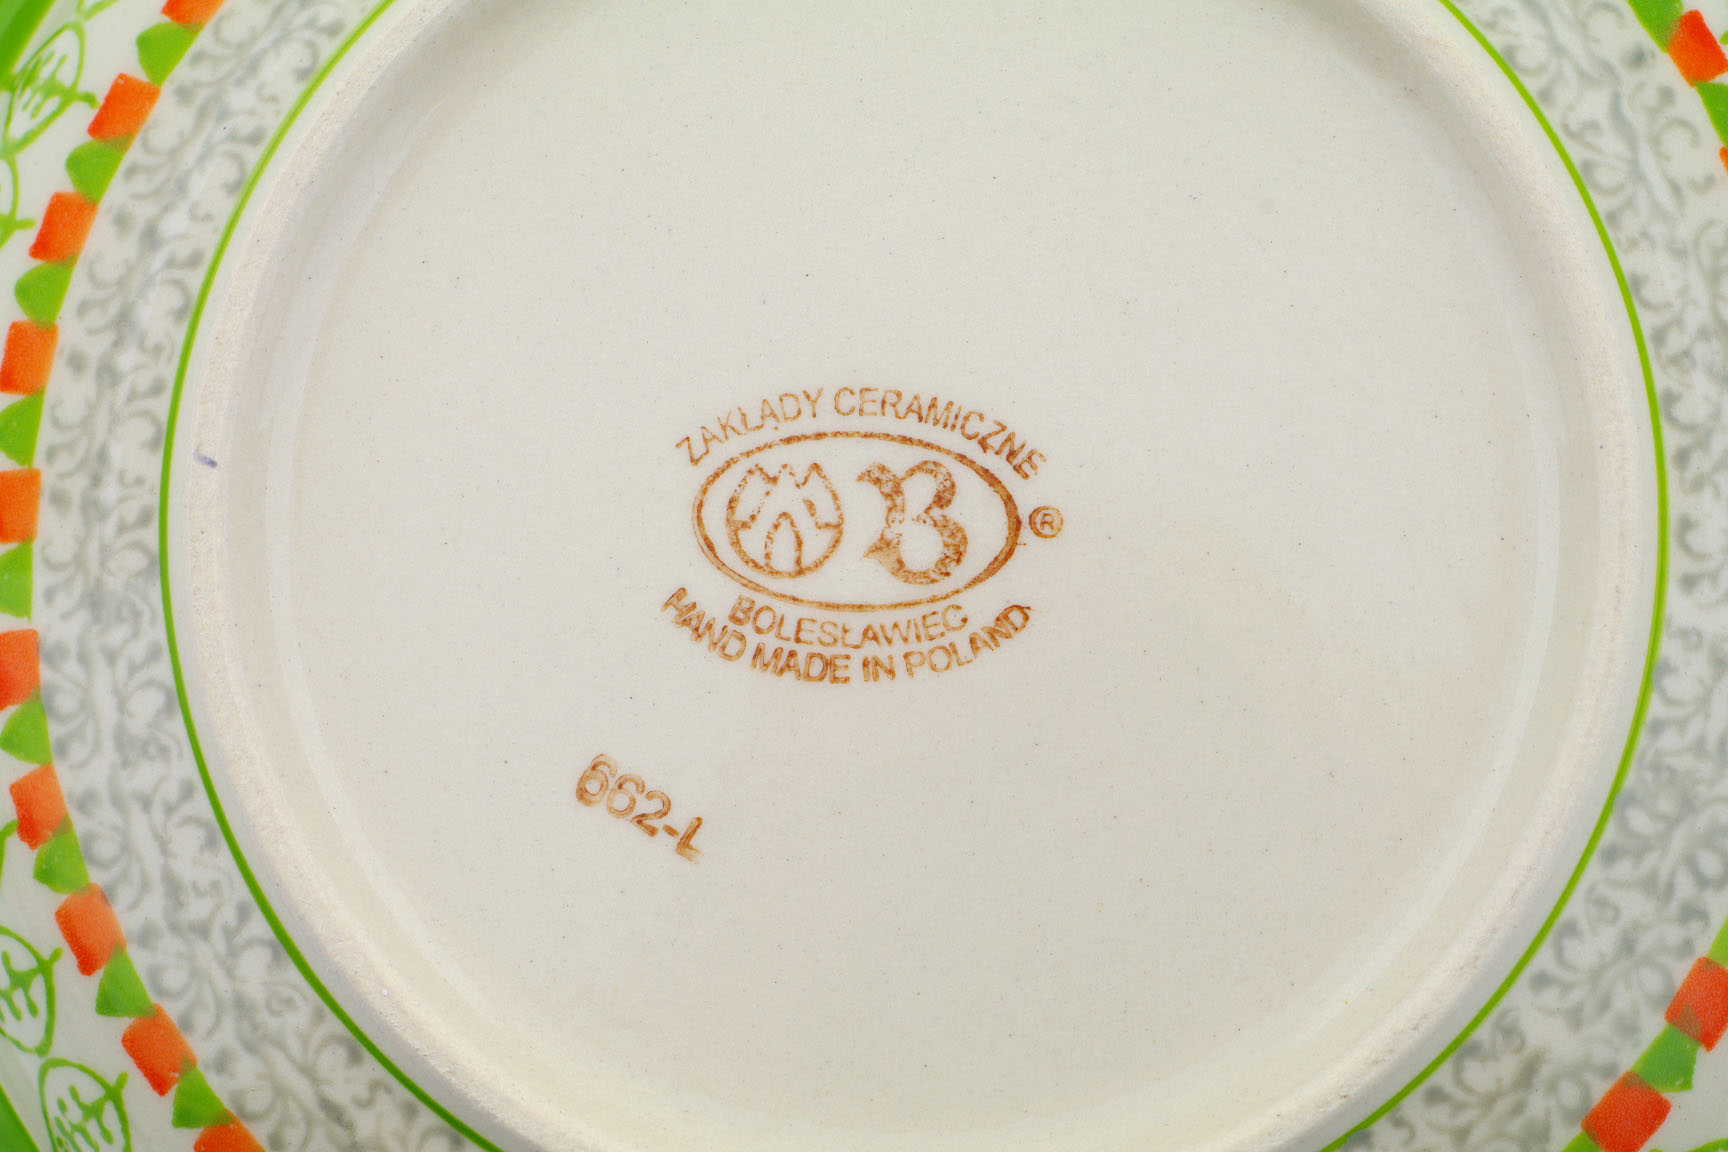 ZAKŁADY CERAMICZNE
B ®
BOLESŁAWIEC
HAND MADE IN POLAND
662-L